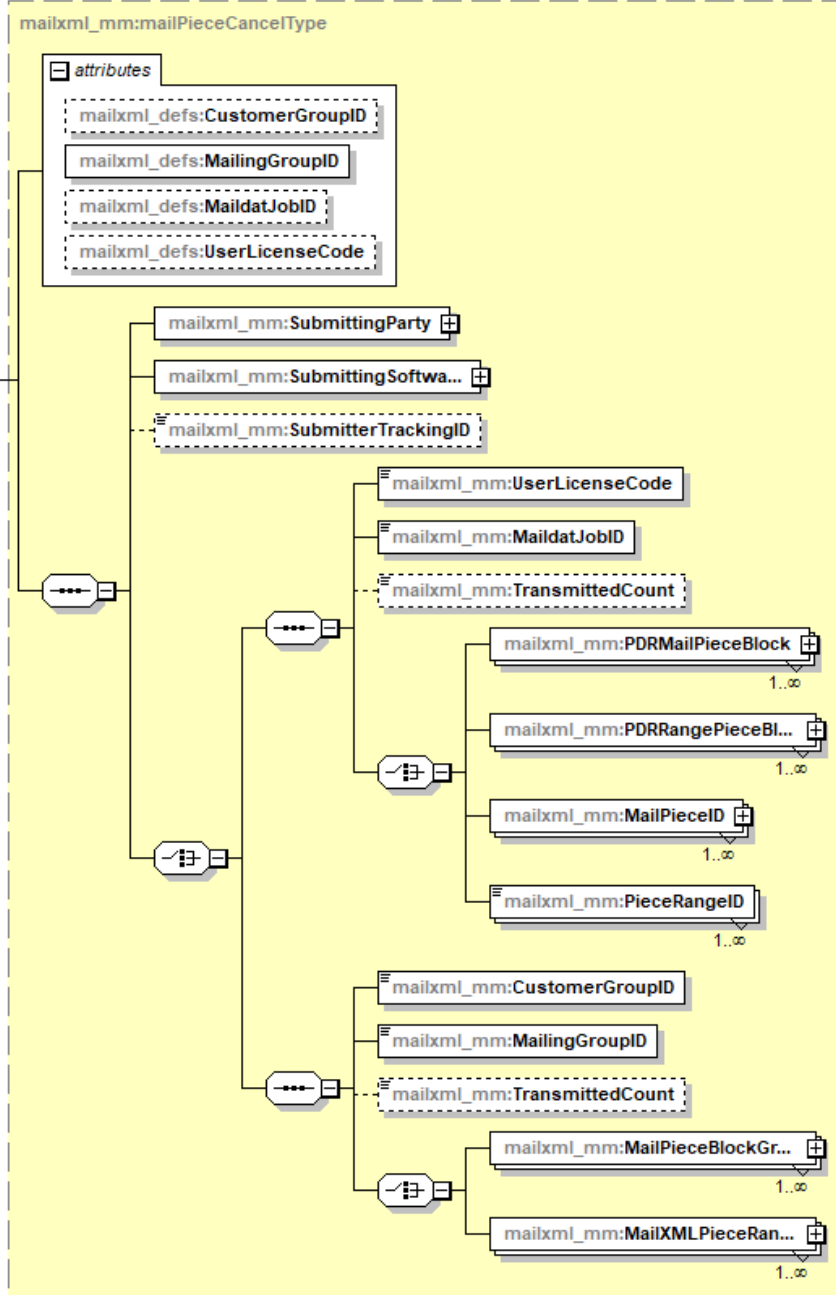 mailxml_mm:mailPieceCancelType
attributes
mailxml_defs:CustomerGroupID
mailxml_defs:MailingGroupID
mailxml_defs:MaildatJobID
mailxml_defs:UserLicenseCode
mailxml_mm:SubmittingParty
mailxml_mm:SubmittingSoftwa...
mailxml_mm:SubmitterTrackingID
mailxml_mm:UserLicenseCode
mailxml_mm:MaildatJobID
mailxml_mm:TransmittedCount
mailxml_mm:PDRMailPieceBlock
1..∞
mailxml_mm:PDRRangePieceBl...
1..∞
mailxml_mm:MailPieceID
1..∞
mailxml_mm:PieceRangeID
1..∞
mailxml_mm:CustomerGroupID
mailxml_mm:MailingGroupID
mailxml_mm:TransmittedCount
mailxml_mm:MailPieceBlockGr...
1..∞
mailxml_mm:MailXMLPieceRan...
1..∞